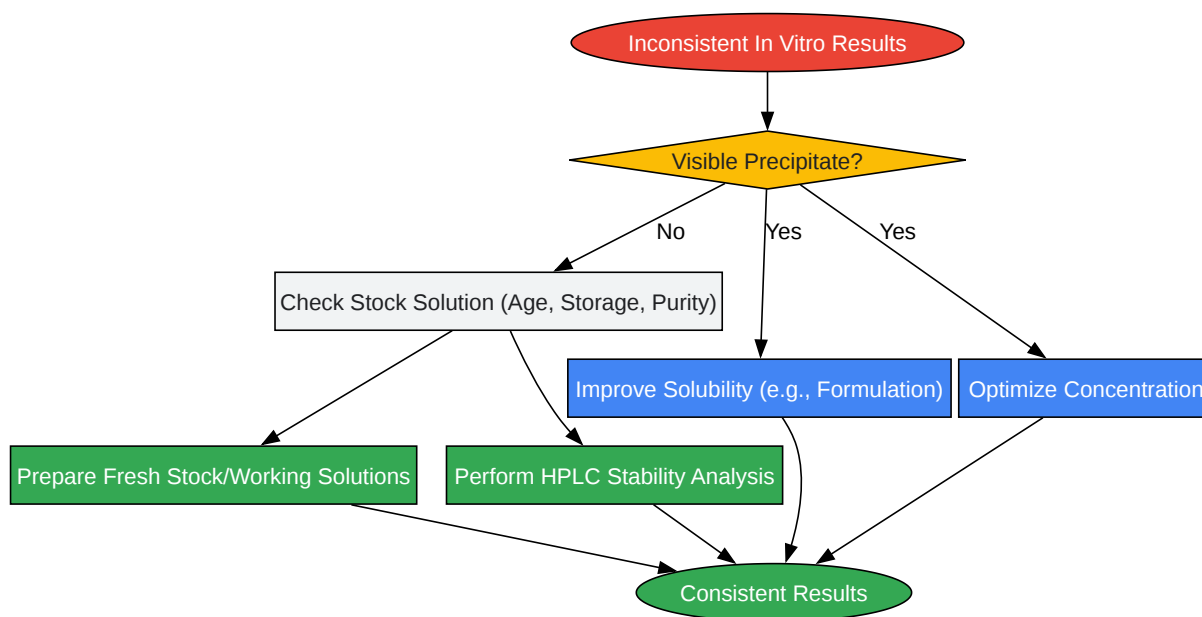 Inconsistent In Vitro Results
Visible Precipitate?
No
Yes
Yes
Check Stock Solution (Age, Storage, Purity)
Improve Solubility (e.g., Formulation)
Optimize Concentration
Prepare Fresh Stock/Working Solutions
Perform HPLC Stability Analysis
Consistent Results